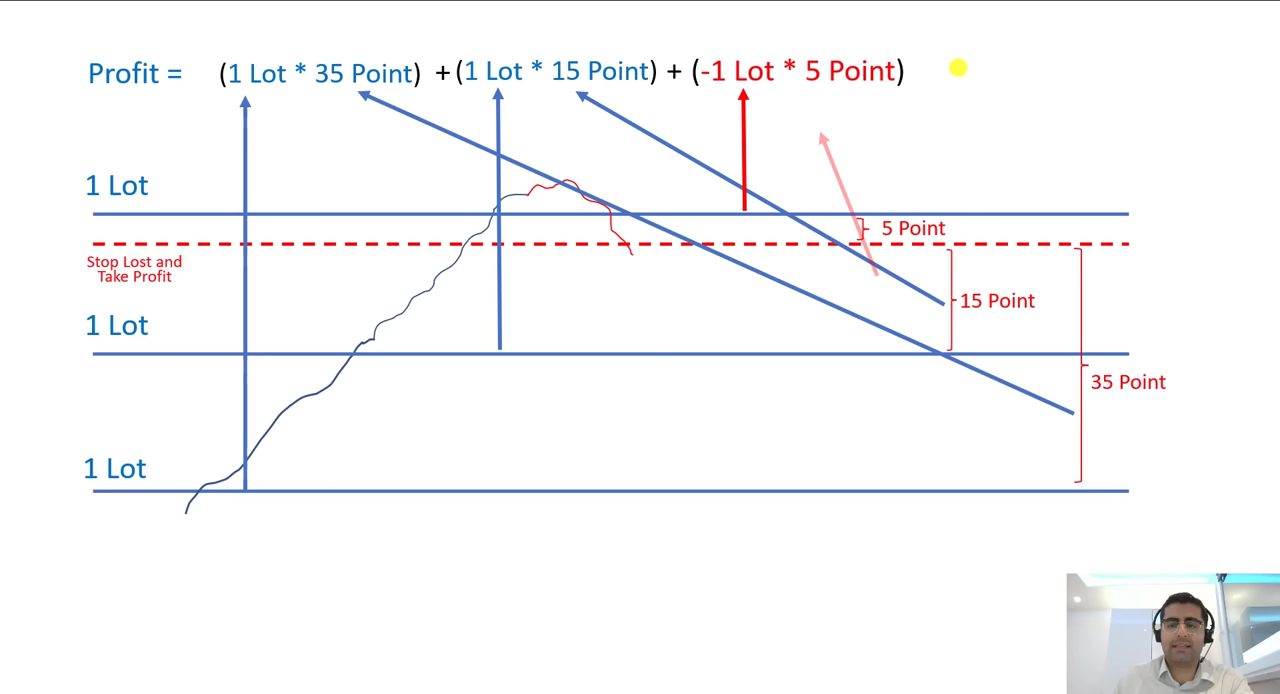 Profit = (1 Lot * 35 Point) + (1 Lot * 15 Point) + (-1 Lot * 5 Point)
1 Lot
5 Point
Stop Lost and
Take Profit
15 Point
1 Lot
35 Point
1 Lot